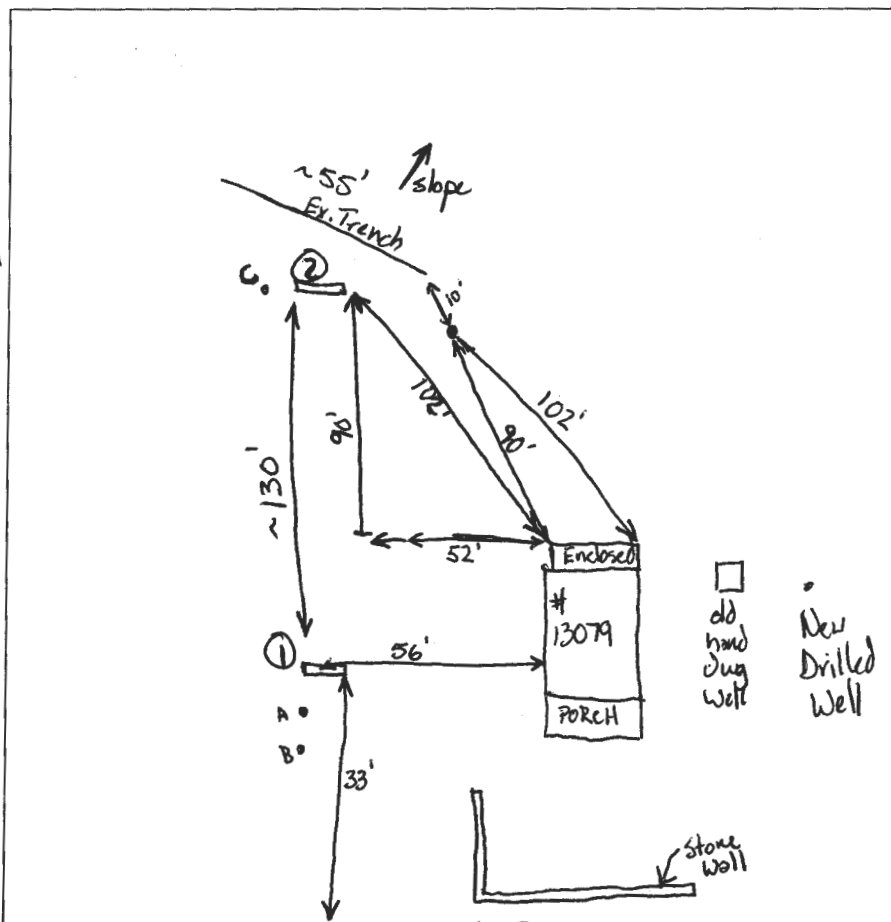 ~55'
slope
Ex. Trench
C.
2
10'
102'
102'
90'
90'
~130'
52'
Enclosed
#
13079
old
hand
Dug
Well
New
Drilled
Well
1
56'
A
PORCH
B
33'
Stone
Wall